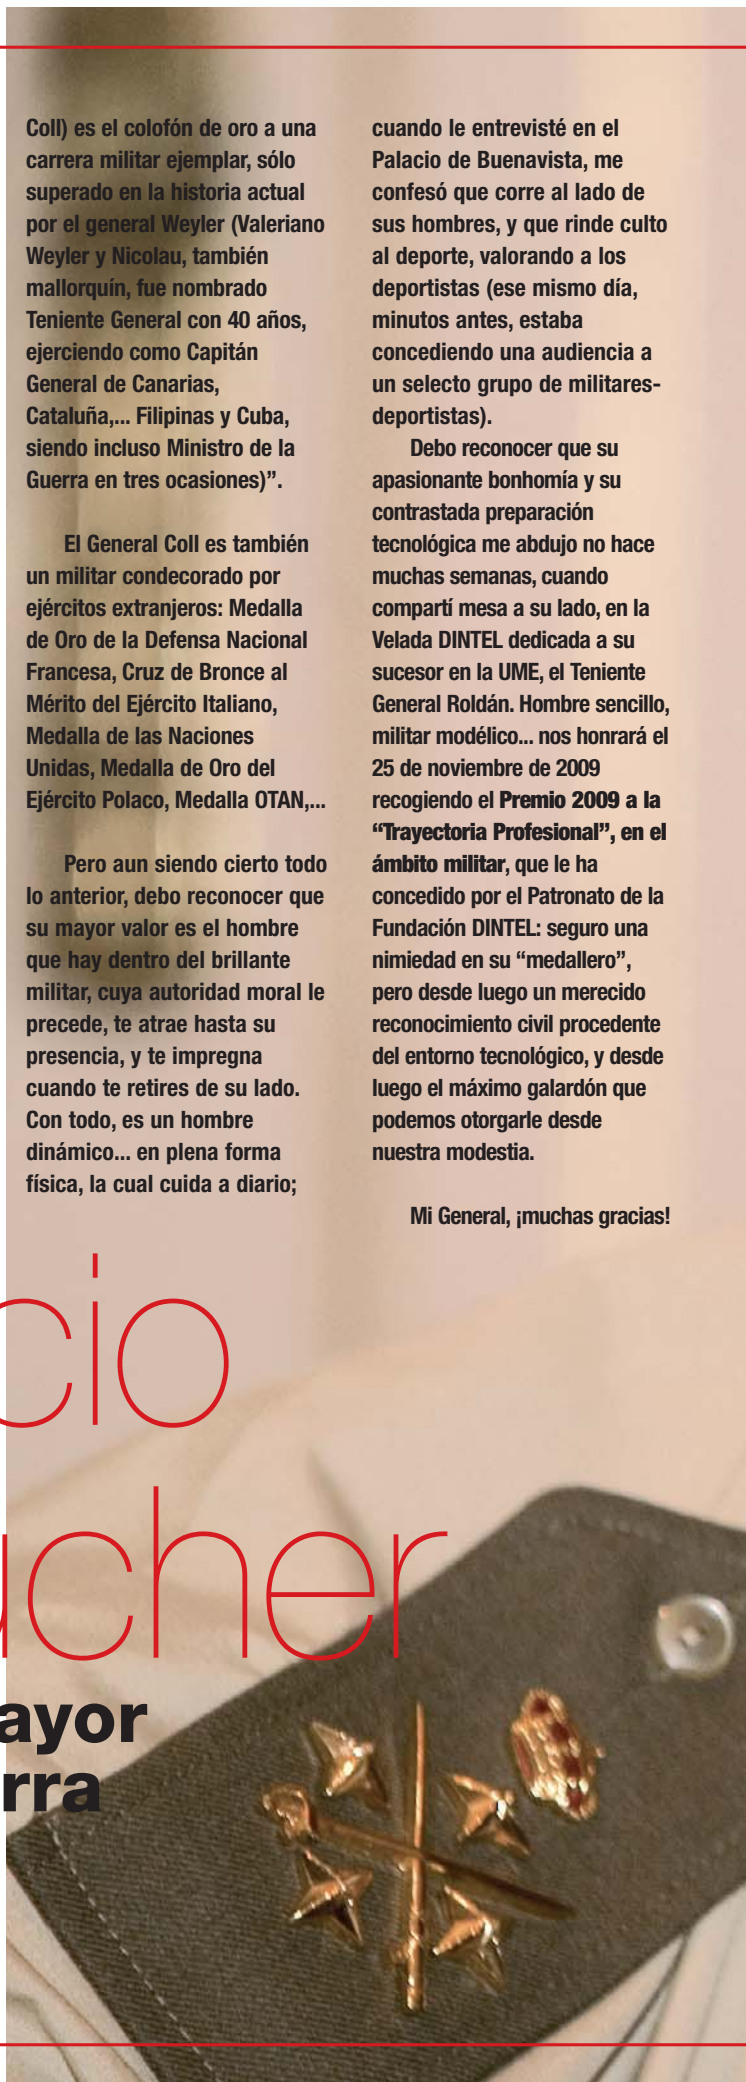 Coll) es el colofón de oro a una
carrera militar ejemplar, sólo
superado en la historia actual
por el general Weyler (Valeriano
Weyler y Nicolau, también
mallorquín, fue nombrado
Teniente General con 40 años,
ejerciendo como Capitán
General de Canarias,
Cataluña,... Filipinas y Cuba,
siendo incluso Ministro de la
Guerra en tres ocasiones)”.
El General Coll es también
un militar condecorado por
ejércitos extranjeros: Medalla
de Oro de la Defensa Nacional
Francesa, Cruz de Bronce al
Mérito del Ejército Italiano,
Medalla de las Naciones
Unidas, Medalla de Oro del
Ejército Polaco, Medalla OTAN,...
Pero aun siendo cierto todo
lo anterior, debo reconocer que
su mayor valor es el hombre
que hay dentro del brillante
militar, cuya autoridad moral le
precede, te atrae hasta su
presencia, y te impregna
cuando te retires de su lado.
Con todo, es un hombre
dinámico... en plena forma
física, la cual cuida a diario;
cuando le entrevisté en el
Palacio de Buenavista, me
confesó que corre al lado de
sus hombres, y que rinde culto
al deporte, valorando a los
deportistas (ese mismo día,
minutos antes, estaba
concediendo una audiencia a
un selecto grupo de militares-
deportistas).
Debo reconocer que su
apasionante bonhomía y su
contrastada preparación
tecnológica me abdujo no hace
muchas semanas, cuando
compartí mesa a su lado, en la
Velada DINTEL dedicada a su
sucesor en la UME, el Teniente
General Roldán. Hombre sencillo,
militar modélico... nos honrará el
25 de noviembre de 2009
recogiendo el Premio 2009 a la
“Trayectoria Profesional”, en el
ámbito militar, que le ha
concedido por el Patronato de la
Fundación DINTEL: seguro una
nimiedad en su “medallero”,
pero desde luego un merecido
reconocimiento civil procedente
del entorno tecnológico, y desde
luego el máximo galardón que
podemos otorgarle desde
nuestra modestia.
Mi General, ¡muchas gracias!
cio
ucher
ayor
rra